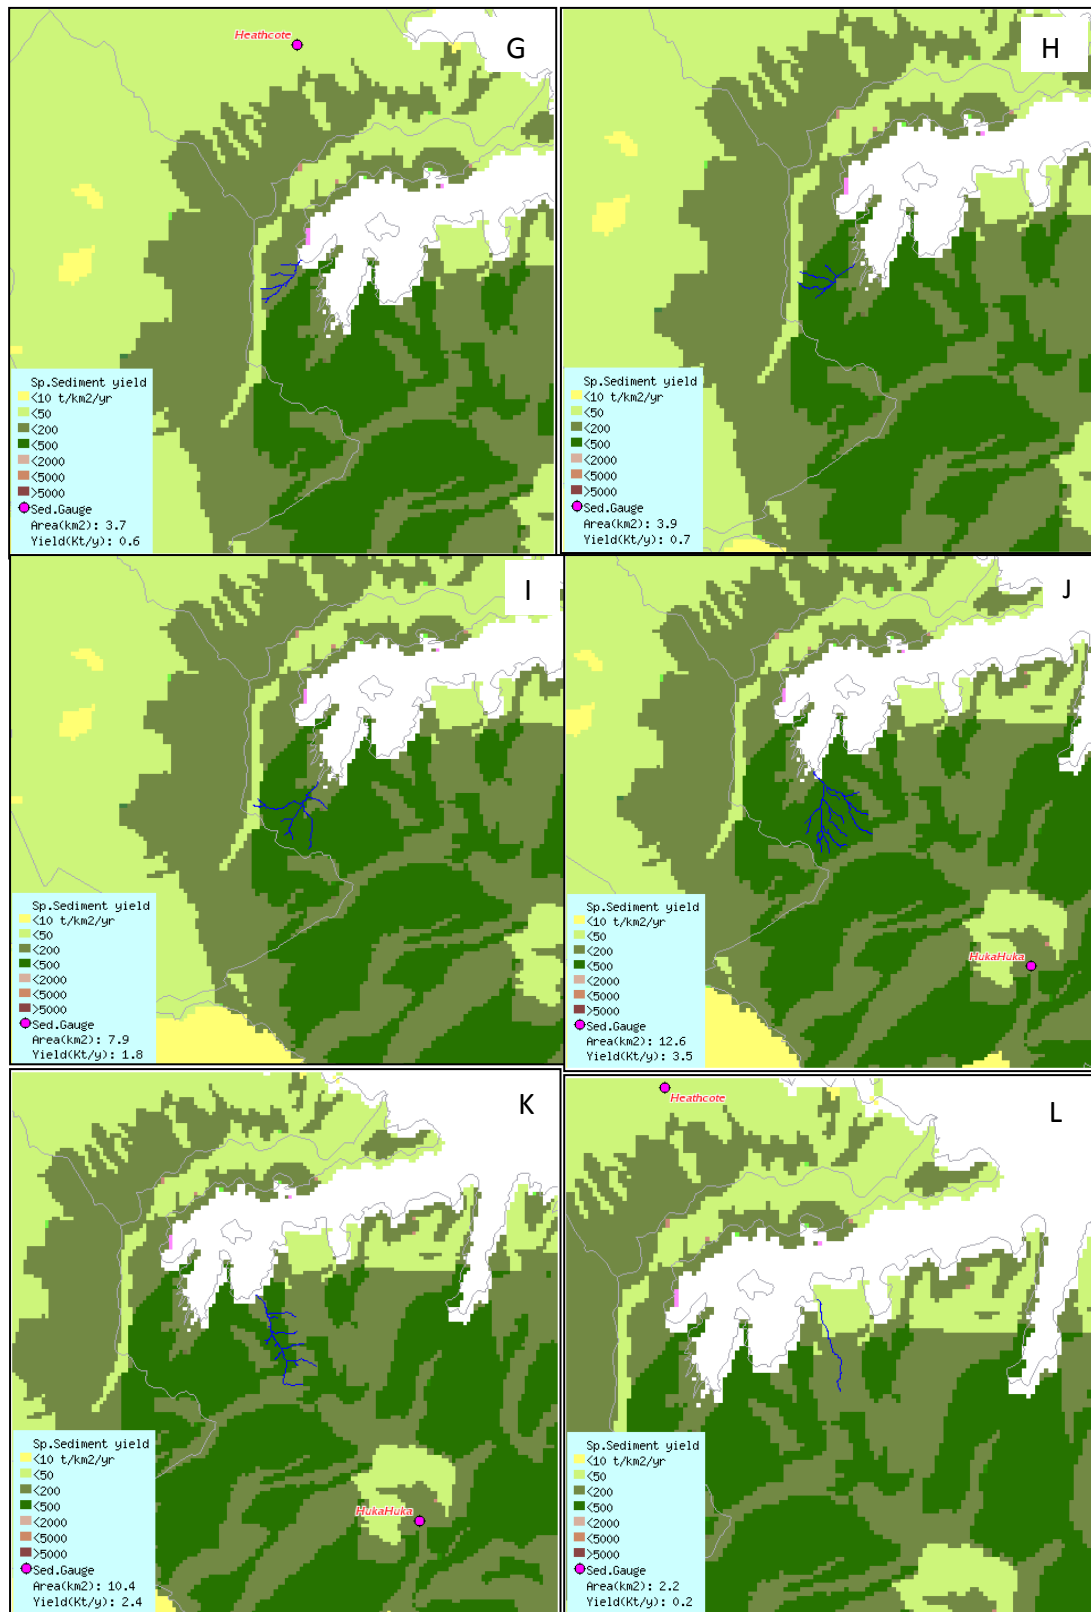 Heathcote
G
Sp.Sediment yield
<10 t/km2/yr
<50
<200
<500
<2000
<5000
>5000
Sed.Gauge
Area(km2): 3.7
Yield(Kt/y): 0.6
H
Sp.Sediment yield
<10 t/km2/yr
<50
<200
<500
<2000
<5000
>5000
Sed.Gauge
Area(km2): 3.9
Yield(Kt/y): 0.7
I
Sp.Sediment yield
<10 t/km2/yr
<50
<200
<500
<2000
<5000
>5000
Sed.Gauge
Area(km2): 7.9
Yield(Kt/y): 1.8
J
HukaHuka
Sp.Sediment yield
<10 t/km2/yr
<50
<200
<500
<2000
<5000
>5000
Sed.Gauge
Area(km2): 12.6
Yield(Kt/y): 3.5
K
HukaHuka
Sp.Sediment yield
<10 t/km2/yr
<50
<200
<500
<2000
<5000
>5000
Sed.Gauge
Area(km2): 10.4
Yield(Kt/y): 2.4
Heathcote
L
Sp.Sediment yield
<10 t/km2/yr
<50
<200
<500
<2000
<5000
>5000
Sed.Gauge
Area(km2): 2.2
Yield(Kt/y): 0.2